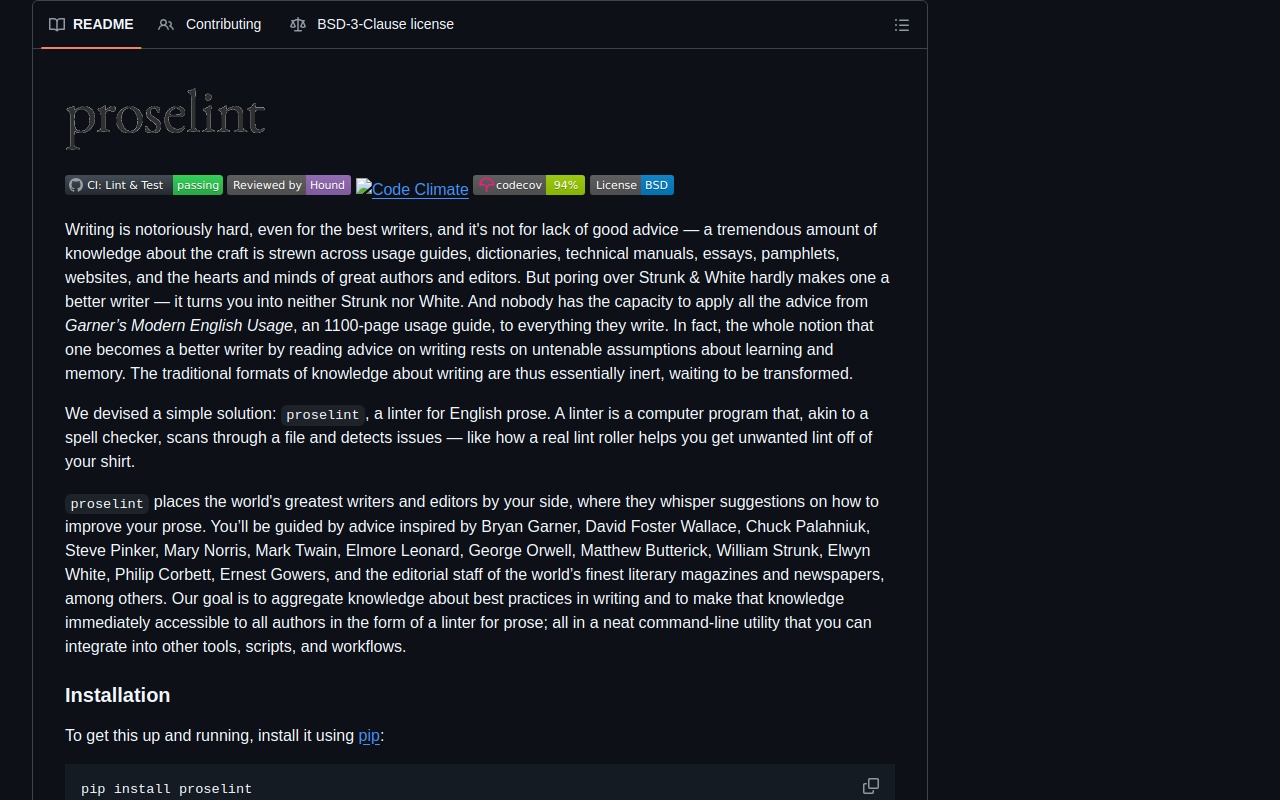 README Contributing BSD-3-Clause license
proselint
CI: Lint & Test passing Reviewed by Hound Code Climate codecov 94% License BSD
Writing is notoriously hard, even for the best writers, and it's not for lack of good advice — a tremendous amount of
knowledge about the craft is strewn across usage guides, dictionaries, technical manuals, essays, pamphlets,
websites, and the hearts and minds of great authors and editors. But poring over Strunk & White hardly makes one a
better writer — it turns you into neither Strunk nor White. And nobody has the capacity to apply all the advice from
Garner’s Modern English Usage, an 1100-page usage guide, to everything they write. In fact, the whole notion that
one becomes a better writer by reading advice on writing rests on untenable assumptions about learning and
memory. The traditional formats of knowledge about writing are thus essentially inert, waiting to be transformed.
We devised a simple solution: proselint, a linter for English prose. A linter is a computer program that, akin to a
spell checker, scans through a file and detects issues — like how a real lint roller helps you get unwanted lint off of
your shirt.
proselint places the world's greatest writers and editors by your side, where they whisper suggestions on how to
improve your prose. You’ll be guided by advice inspired by Bryan Garner, David Foster Wallace, Chuck Palahniuk,
Steve Pinker, Mary Norris, Mark Twain, Elmore Leonard, George Orwell, Matthew Butterick, William Strunk, Elwyn
White, Philip Corbett, Ernest Gowers, and the editorial staff of the world’s finest literary magazines and newspapers,
among others. Our goal is to aggregate knowledge about best practices in writing and to make that knowledge
immediately accessible to all authors in the form of a linter for prose; all in a neat command-line utility that you can
integrate into other tools, scripts, and workflows.
Installation
To get this up and running, install it using pip:
pip install proselint